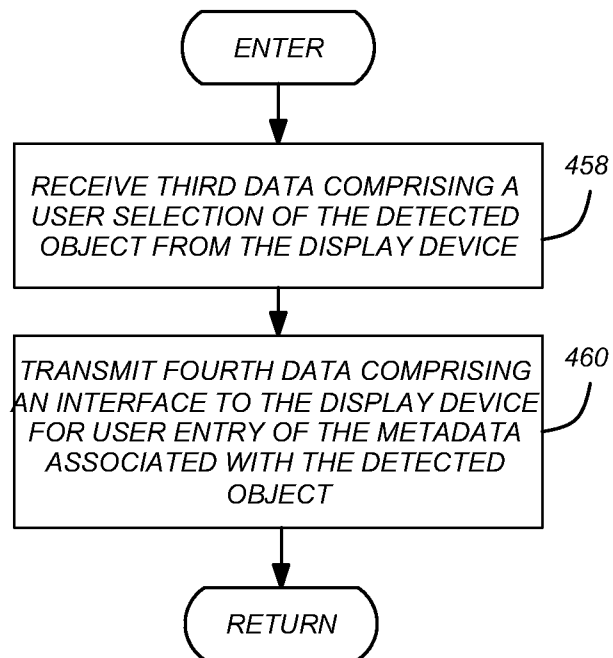 ENTER
RECEIVE THIRD DATA COMPRISING A
USER SELECTION OF THE DETECTED
OBJECT FROM THE DISPLAY DEVICE
458
TRANSMIT FOURTH DATA COMPRISING
AN INTERFACE TO THE DISPLAY DEVICE
FOR USER ENTRY OF THE METADATA
ASSOCIATED WITH THE DETECTED
OBJECT
460
RETURN